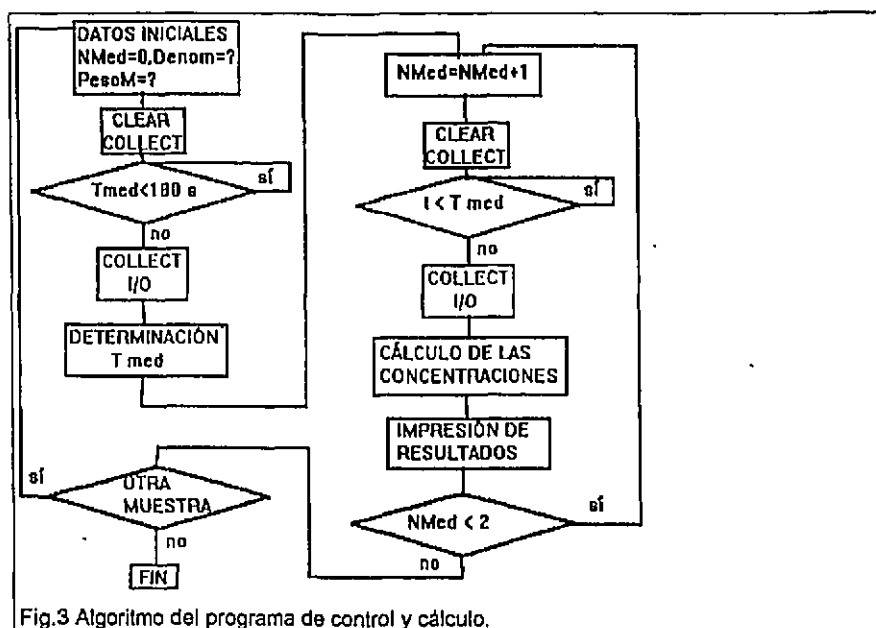 DATOS INICIALES
NMed=0,Denom=?
PesoM=?
CLEAR
COLLECT
Tmed<180 s
sí
no
COLLECT
I/O
DETERMINACIÓN
T med
NMed=NMed+1
CLEAR
COLLECT
t < T med
sí
no
COLLECT
I/O
CÁLCULO DE LAS
CONCENTRACIONES
IMPRESIÓN DE
RESULTADOS
NMed < 2
sí
no
OTRA
MUESTRA
sí
no
FIN
Fig.3 Algoritmo del programa de control y cálculo.